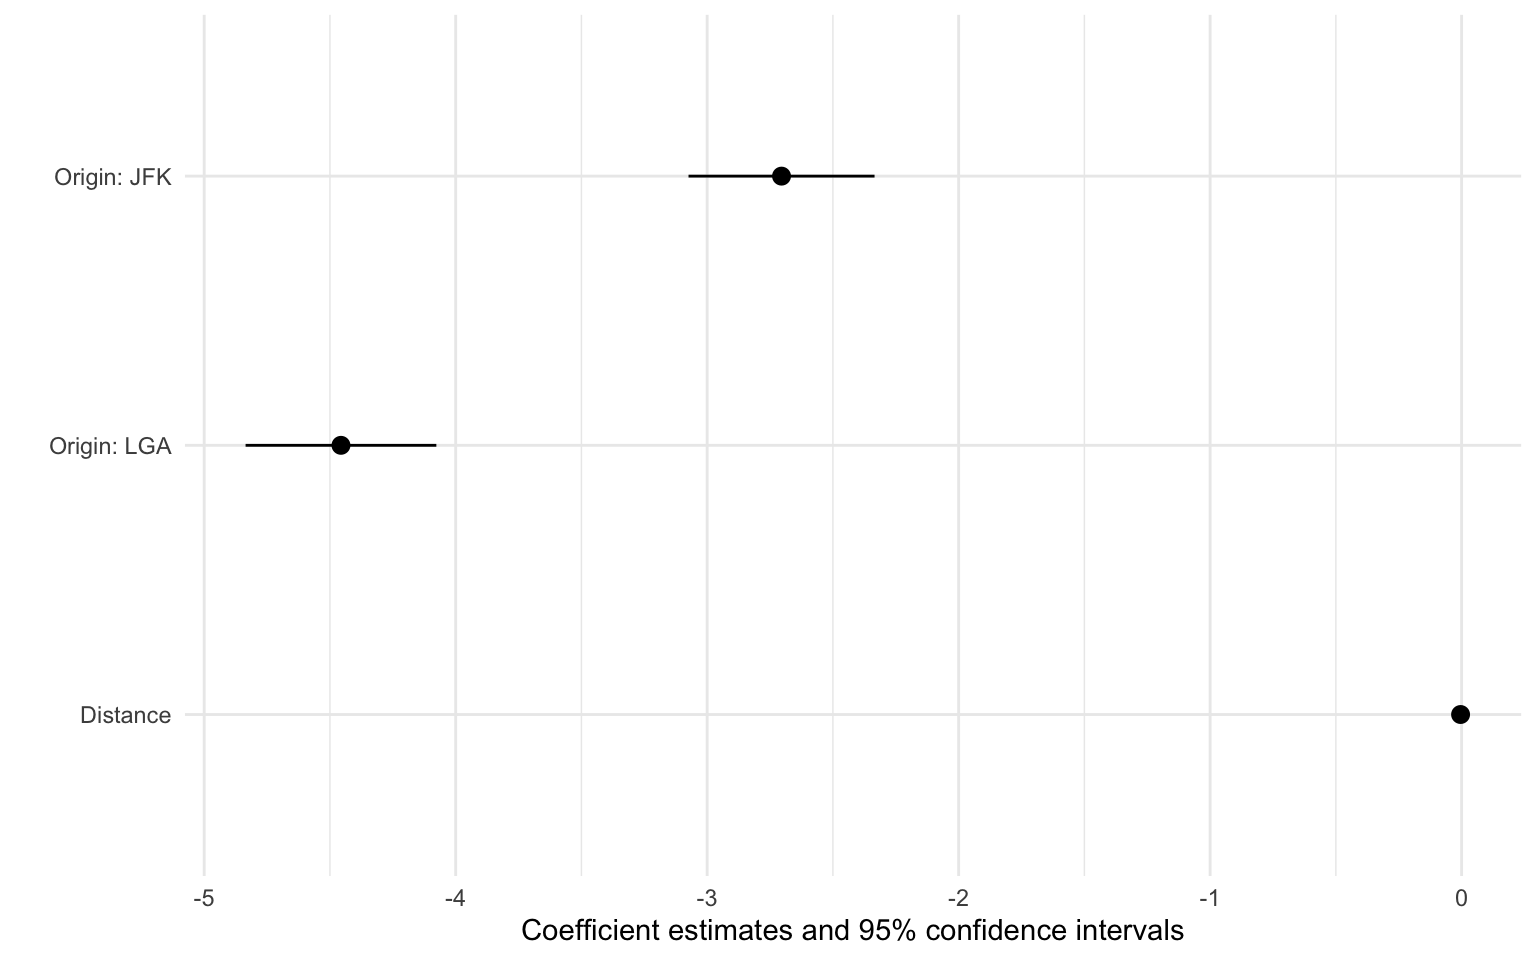 Origin: JFK
Origin: LGA
Distance
-5 -4 -3 -2 -1 0
Coefficient estimates and 95% confidence intervals